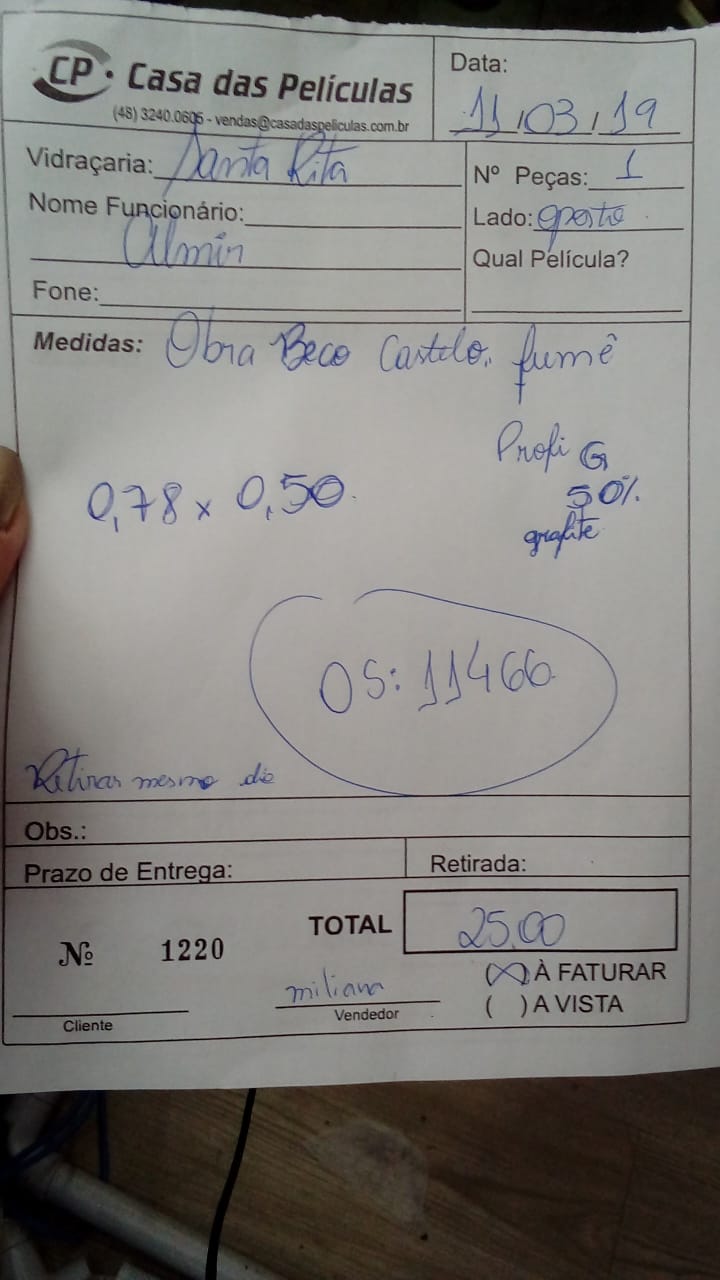 CP • Casa das Películas
(48) 3240.0606 - vendas@casadaspeliculas.com.br
Data:
11/03/19
Vidraçaria: Santa Rita
Nome Funcionário:
Almir
Fone:
Nº Peças: 1
Lado: oposto
Qual Película?
Medidas: Obra Beco Castelo. fumê
Profi G
50%
grafite
0,78 x 0,50
OS: 11466
Retirar mesmo dia
Obs.:
Prazo de Entrega:
Retirada:
Nº 1220
TOTAL 25,00
(X) À FATURAR
( ) A VISTA
miliana
Cliente
Vendedor